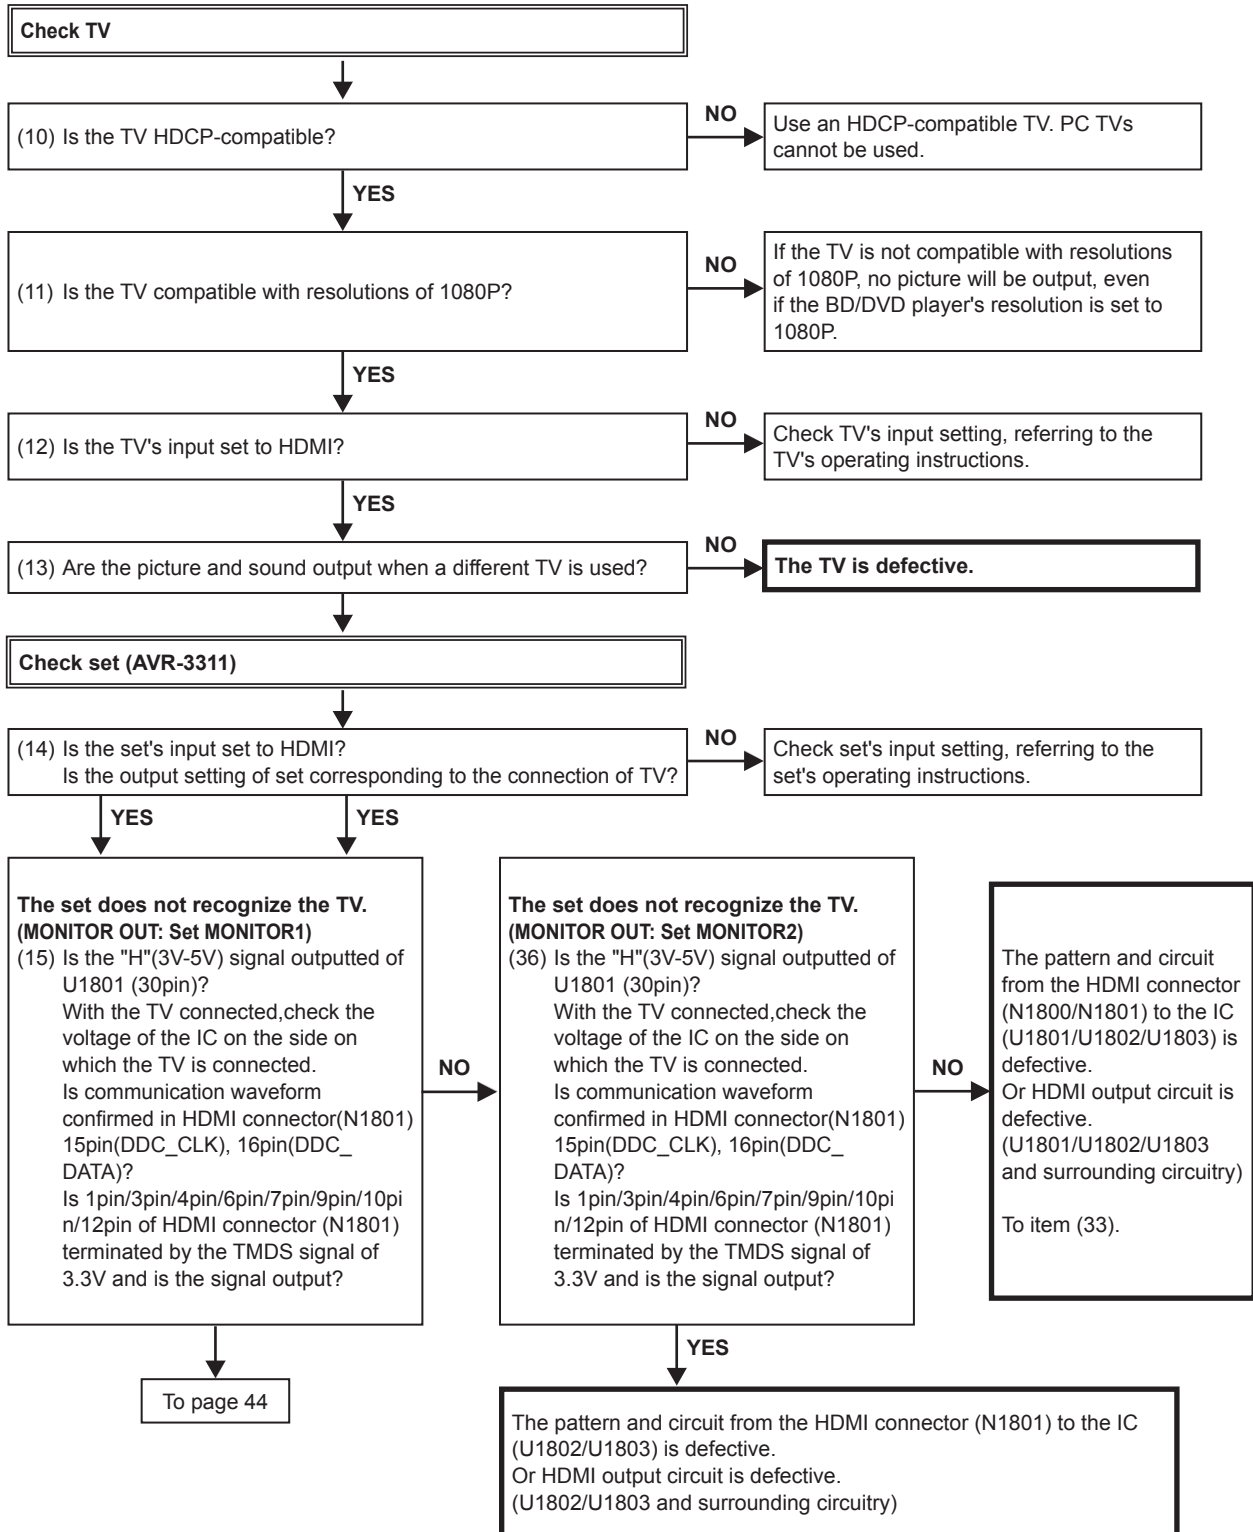 Check TV
(10) Is the TV HDCP-compatible?
NO
Use an HDCP-compatible TV. PC TVs
cannot be used.
YES
(11) Is the TV compatible with resolutions of 1080P?
NO
If the TV is not compatible with resolutions
of 1080P, no picture will be output, even
if the BD/DVD player's resolution is set to
1080P.
YES
(12) Is the TV's input set to HDMI?
NO
Check TV's input setting, referring to the
TV's operating instructions.
YES
(13) Are the picture and sound output when a different TV is used?
NO
The TV is defective.
Check set (AVR-3311)
(14) Is the set's input set to HDMI?
Is the output setting of set corresponding to the connection of TV?
NO
Check set's input setting, referring to the
set's operating instructions.
YES
YES
The set does not recognize the TV.
(MONITOR OUT: Set MONITOR1)
(15) Is the "H"(3V-5V) signal outputted of
U1801 (30pin)?
With the TV connected,check the
voltage of the IC on the side on
which the TV is connected.
Is communication waveform
confirmed in HDMI connector(N1801)
15pin(DDC_CLK), 16pin(DDC_
DATA)?
Is 1pin/3pin/4pin/6pin/7pin/9pin/10pi
n/12pin of HDMI connector (N1801)
terminated by the TMDS signal of
3.3V and is the signal output?
NO
The set does not recognize the TV.
(MONITOR OUT: Set MONITOR2)
(36) Is the "H"(3V-5V) signal outputted of
U1801 (30pin)?
With the TV connected,check the
voltage of the IC on the side on
which the TV is connected.
Is communication waveform
confirmed in HDMI connector(N1801)
15pin(DDC_CLK), 16pin(DDC_
DATA)?
Is 1pin/3pin/4pin/6pin/7pin/9pin/10pi
n/12pin of HDMI connector (N1801)
terminated by the TMDS signal of
3.3V and is the signal output?
NO
The pattern and circuit
from the HDMI connector
(N1800/N1801) to the IC
(U1801/U1802/U1803) is
defective.
Or HDMI output circuit is
defective.
(U1801/U1802/U1803
and surrounding circuitry)
To item (33).
To page 44
YES
The pattern and circuit from the HDMI connector (N1801) to the IC
(U1802/U1803) is defective.
Or HDMI output circuit is defective.
(U1802/U1803 and surrounding circuitry)